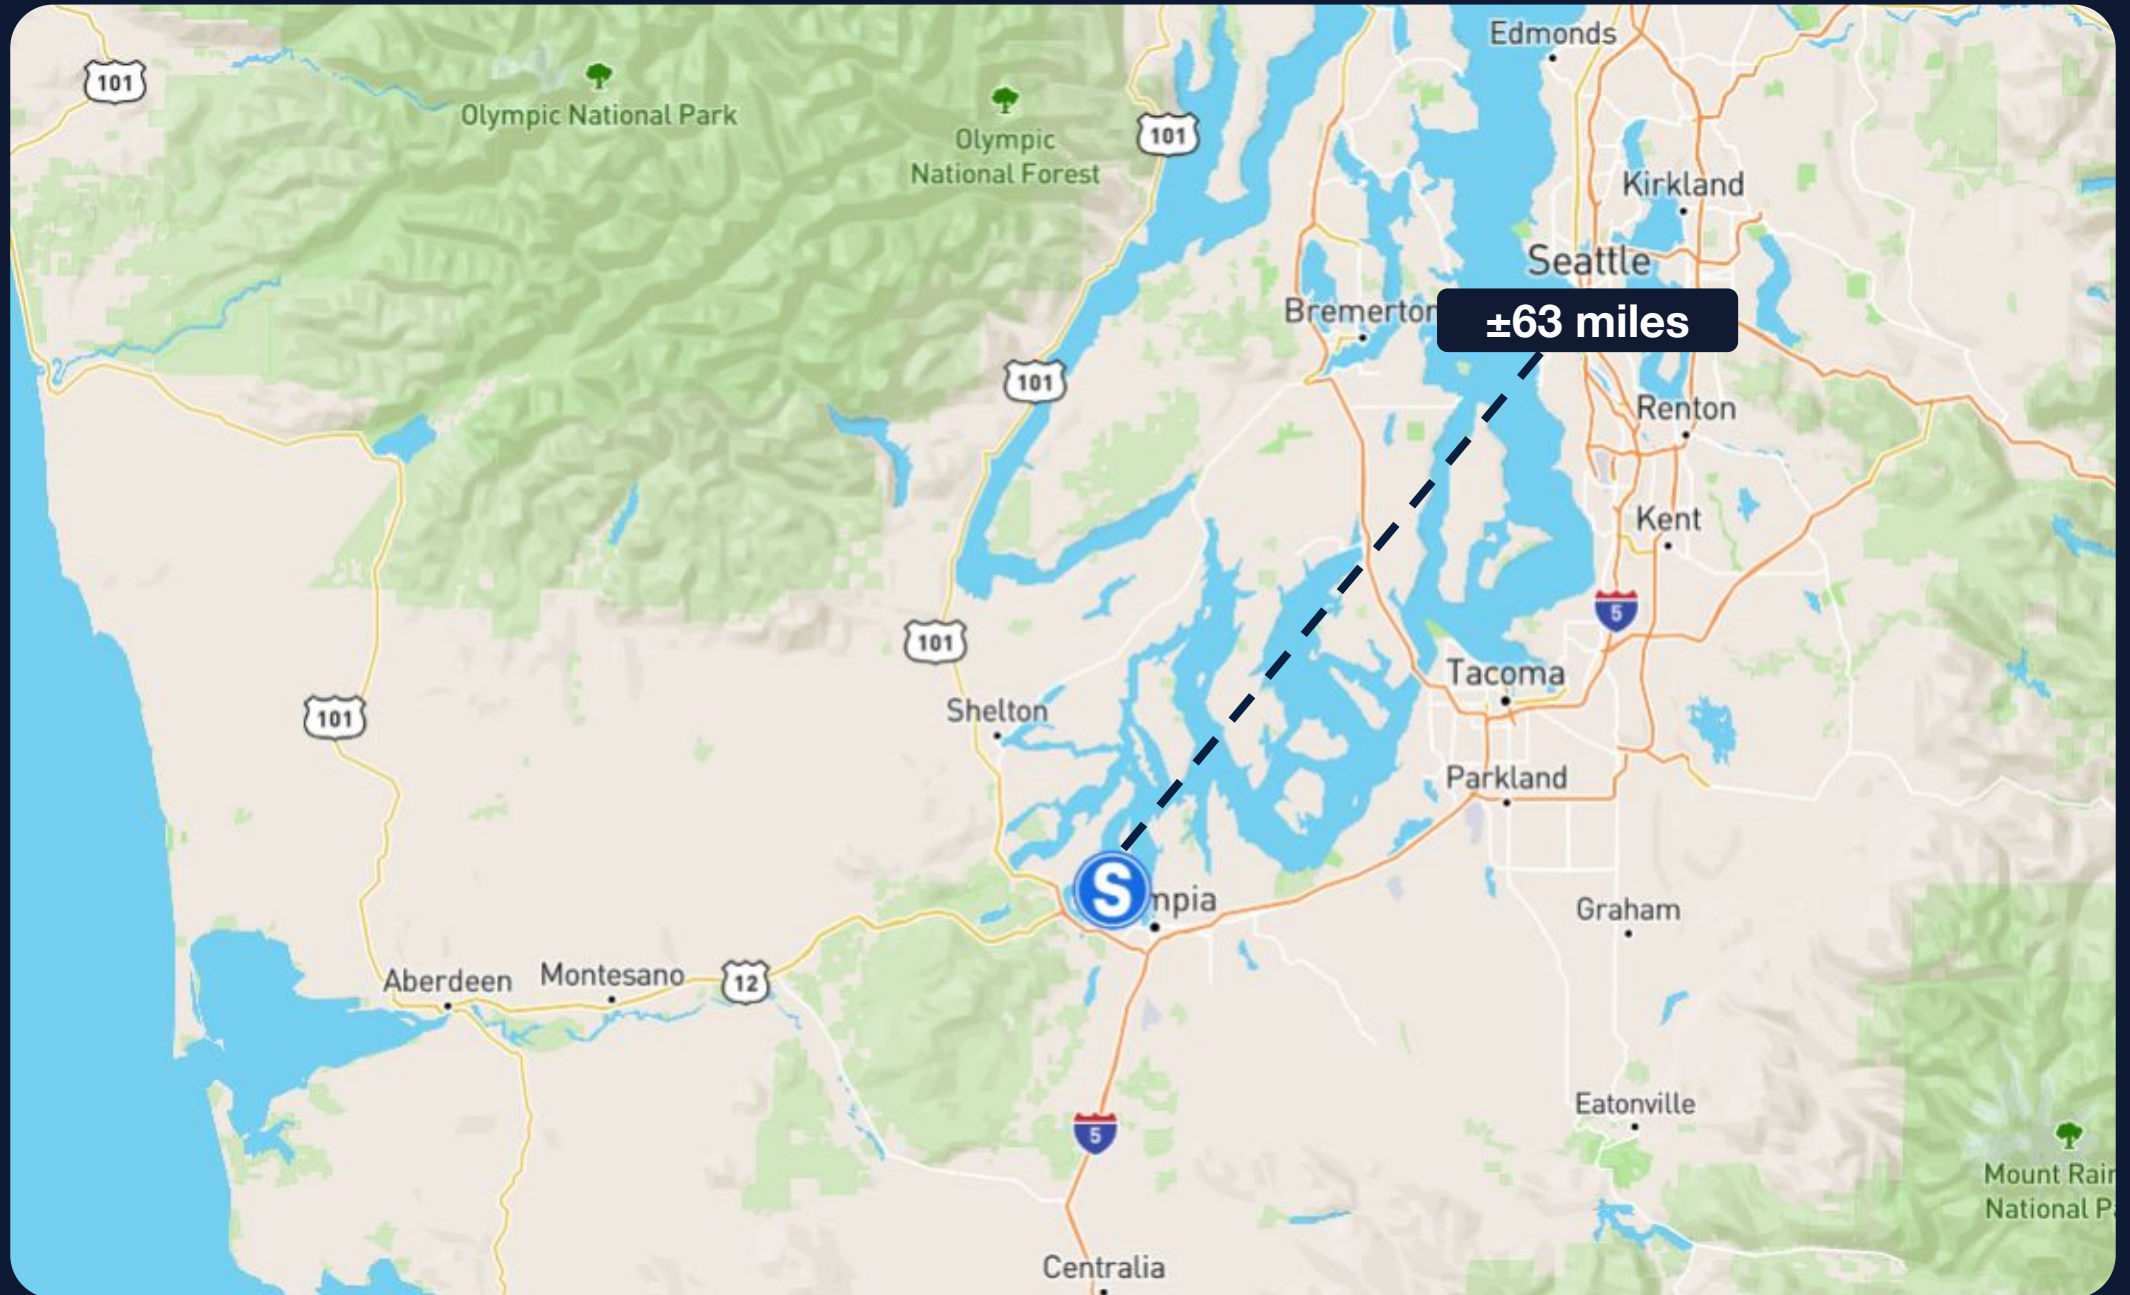 Edmonds
101
Olympic National Park
Olympic
National Forest
101
Kirkland
Seattle
Bremerton
±63 miles
101
Renton
Kent
5
101
Tacoma
Shelton
101
Parkland
S
mpia
Graham
Aberdeen
Montesano
12
Eatonville
5
Mount Rai
National P
Centralia